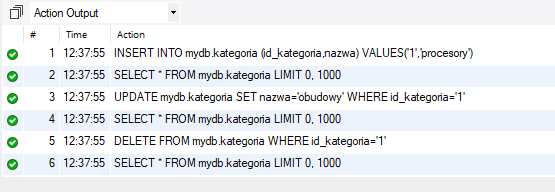 Action Output
# Time Action
1 12:37:55 INSERT INTO mydb.kategoria (id_kategoria,nazwa) VALUES('1','procesory')
2 12:37:55 SELECT * FROM mydb.kategoria LIMIT 0, 1000
3 12:37:55 UPDATE mydb.kategoria SET nazwa='obudowy' WHERE id_kategoria='1'
4 12:37:55 SELECT * FROM mydb.kategoria LIMIT 0, 1000
5 12:37:55 DELETE FROM mydb.kategoria WHERE id_kategoria='1'
6 12:37:55 SELECT * FROM mydb.kategoria LIMIT 0, 1000